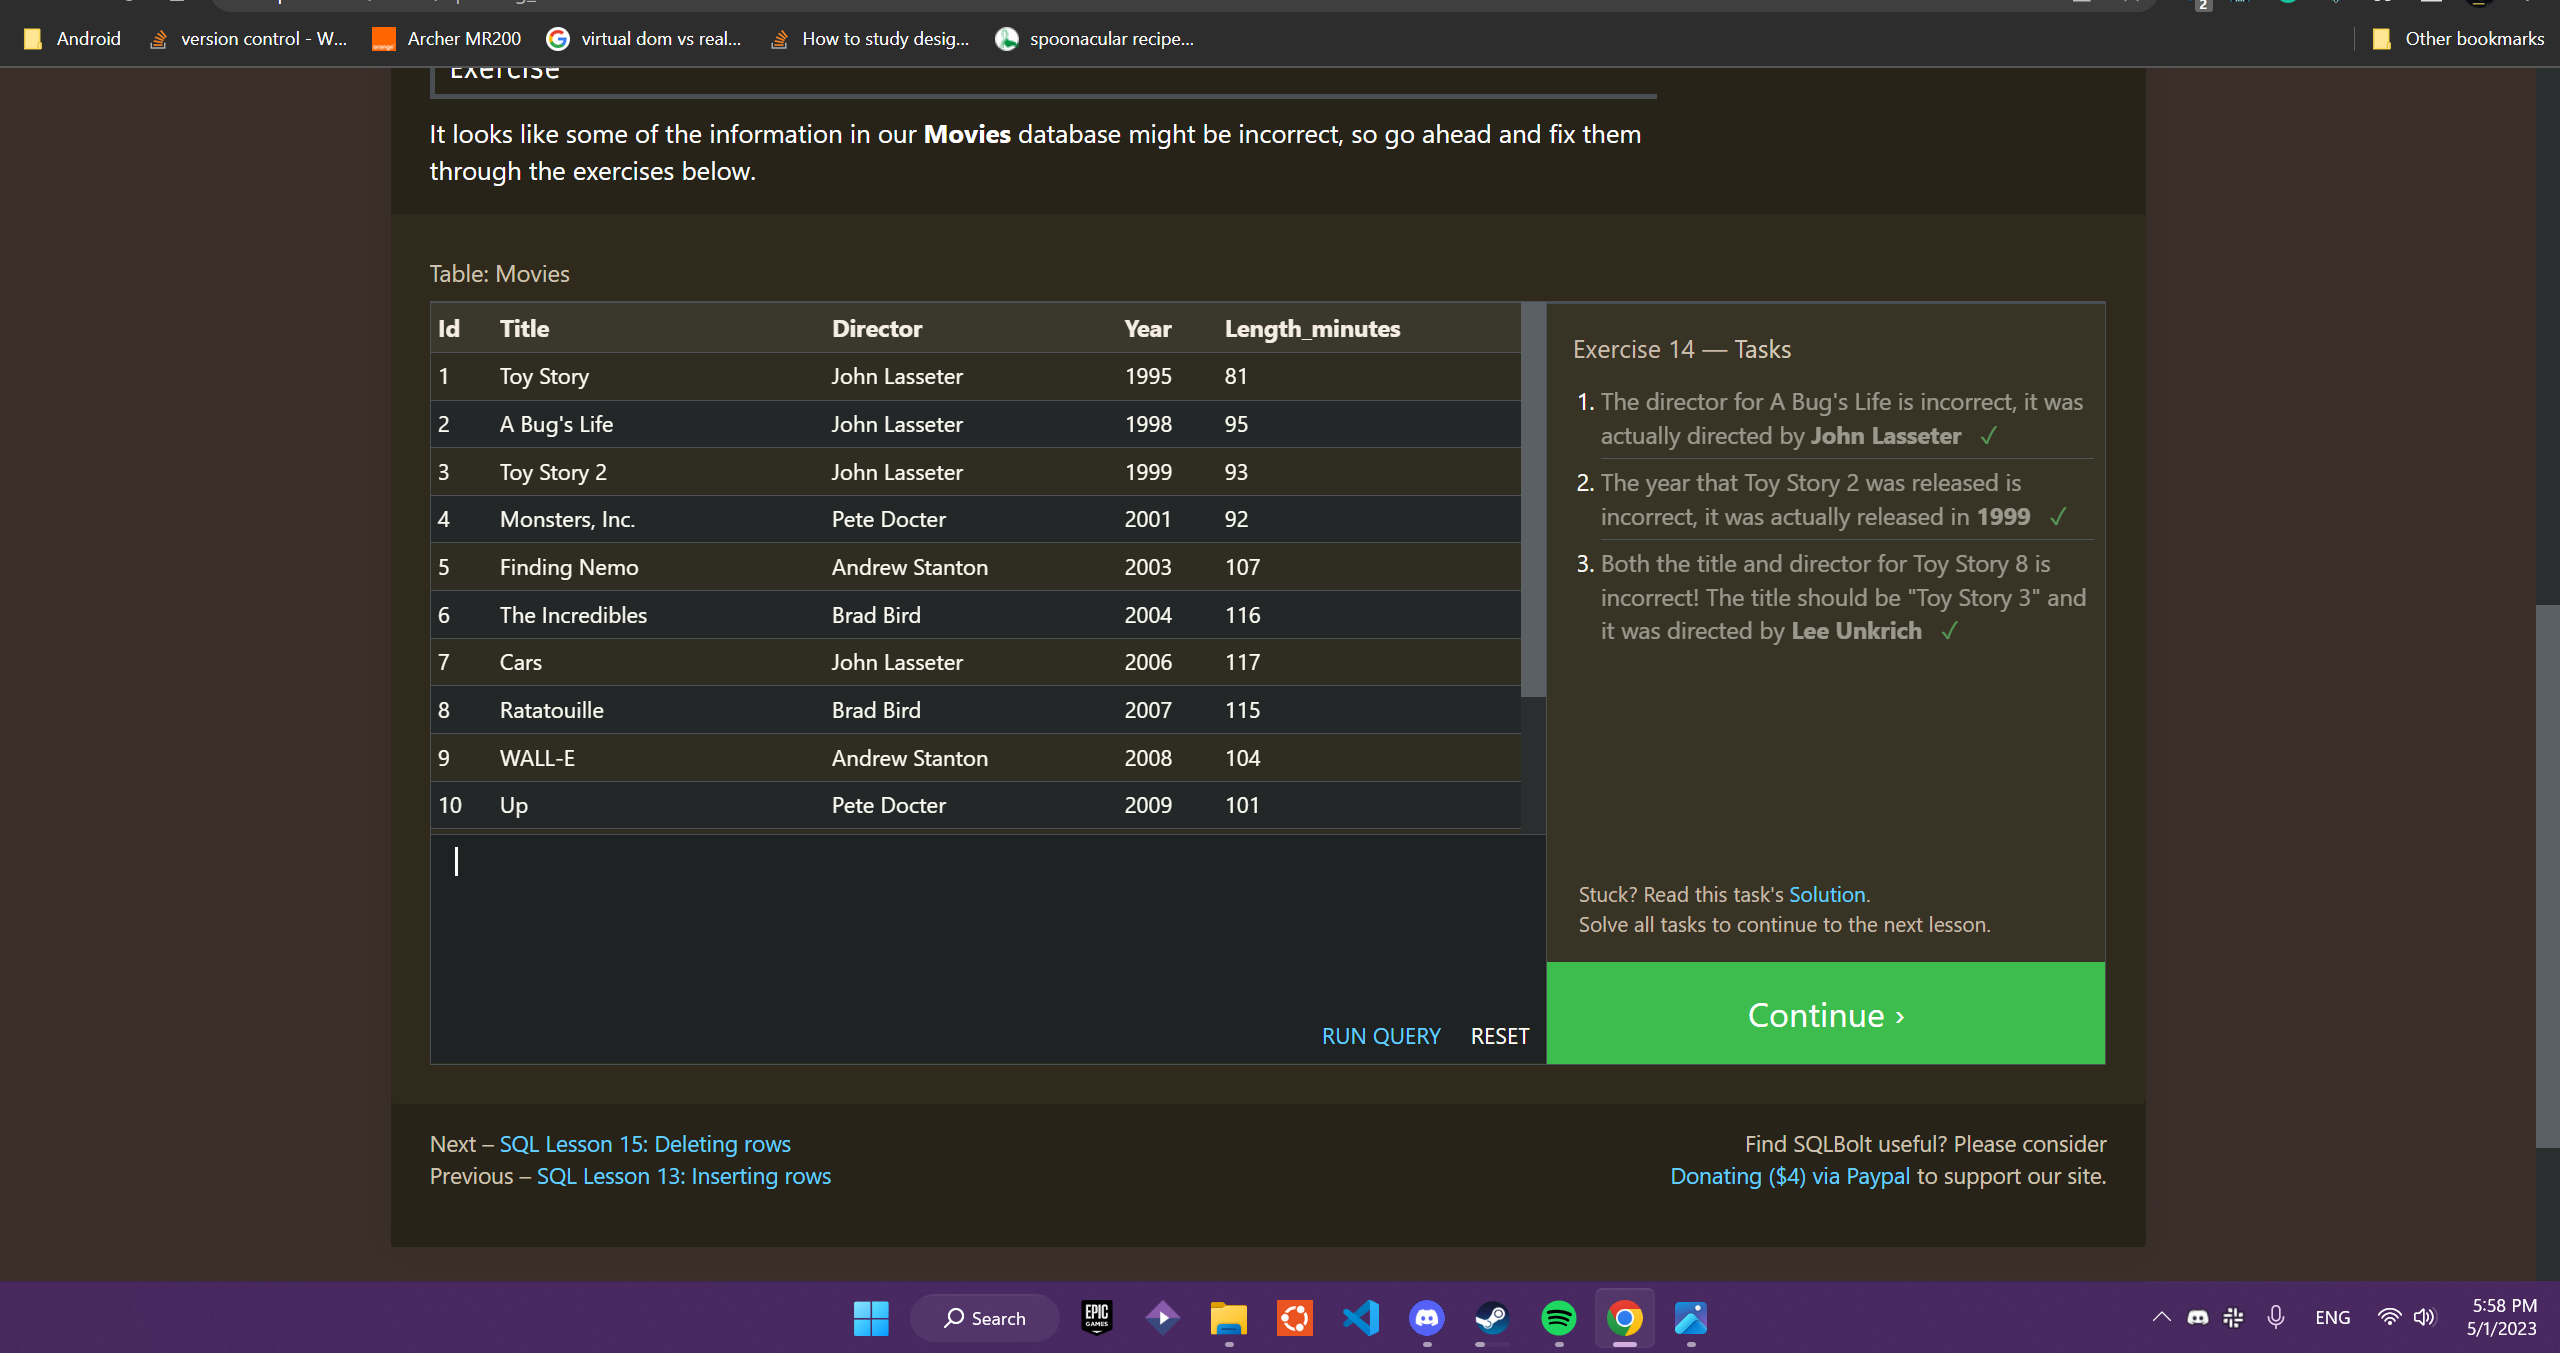 Android
version control - W...
Archer MR200
virtual dom vs real...
How to study desig...
spoonacular recipe...
Other bookmarks
2
Exercise
It looks like some of the information in our Movies database might be incorrect, so go ahead and fix them
through the exercises below.
Table: Movies
Id Title Director Year Length_minutes
1 Toy Story John Lasseter 1995 81
2 A Bug's Life John Lasseter 1998 95
3 Toy Story 2 John Lasseter 1999 93
4 Monsters, Inc. Pete Docter 2001 92
5 Finding Nemo Andrew Stanton 2003 107
6 The Incredibles Brad Bird 2004 116
7 Cars John Lasseter 2006 117
8 Ratatouille Brad Bird 2007 115
9 WALL-E Andrew Stanton 2008 104
10 Up Pete Docter 2009 101
RUN QUERY RESET
Exercise 14 — Tasks
1. The director for A Bug's Life is incorrect, it was
actually directed by John Lasseter ✓
2. The year that Toy Story 2 was released is
incorrect, it was actually released in 1999 ✓
3. Both the title and director for Toy Story 8 is
incorrect! The title should be "Toy Story 3" and
it was directed by Lee Unkrich ✓
Stuck? Read this task's Solution.
Solve all tasks to continue to the next lesson.
Continue ›
Next – SQL Lesson 15: Deleting rows
Previous – SQL Lesson 13: Inserting rows
Find SQLBolt useful? Please consider
Donating ($4) via Paypal to support our site.
Search
EPIC
GAMES
ENG
5:58 PM
5/1/2023